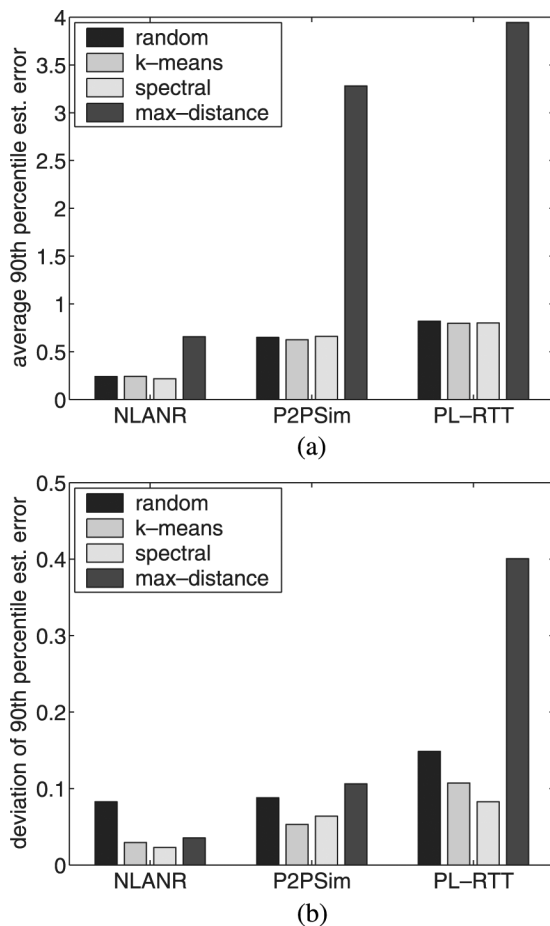 average 90th percentile est. error
4
3.5
3
2.5
2
1.5
1
0.5
0
random
k–means
spectral
max–distance
NLANR P2PSim PL–RTT
(a)
deviation of 90th percentile est. error
0.5
0.4
0.3
0.2
0.1
0
random
k–means
spectral
max–distance
NLANR P2PSim PL–RTT
(b)